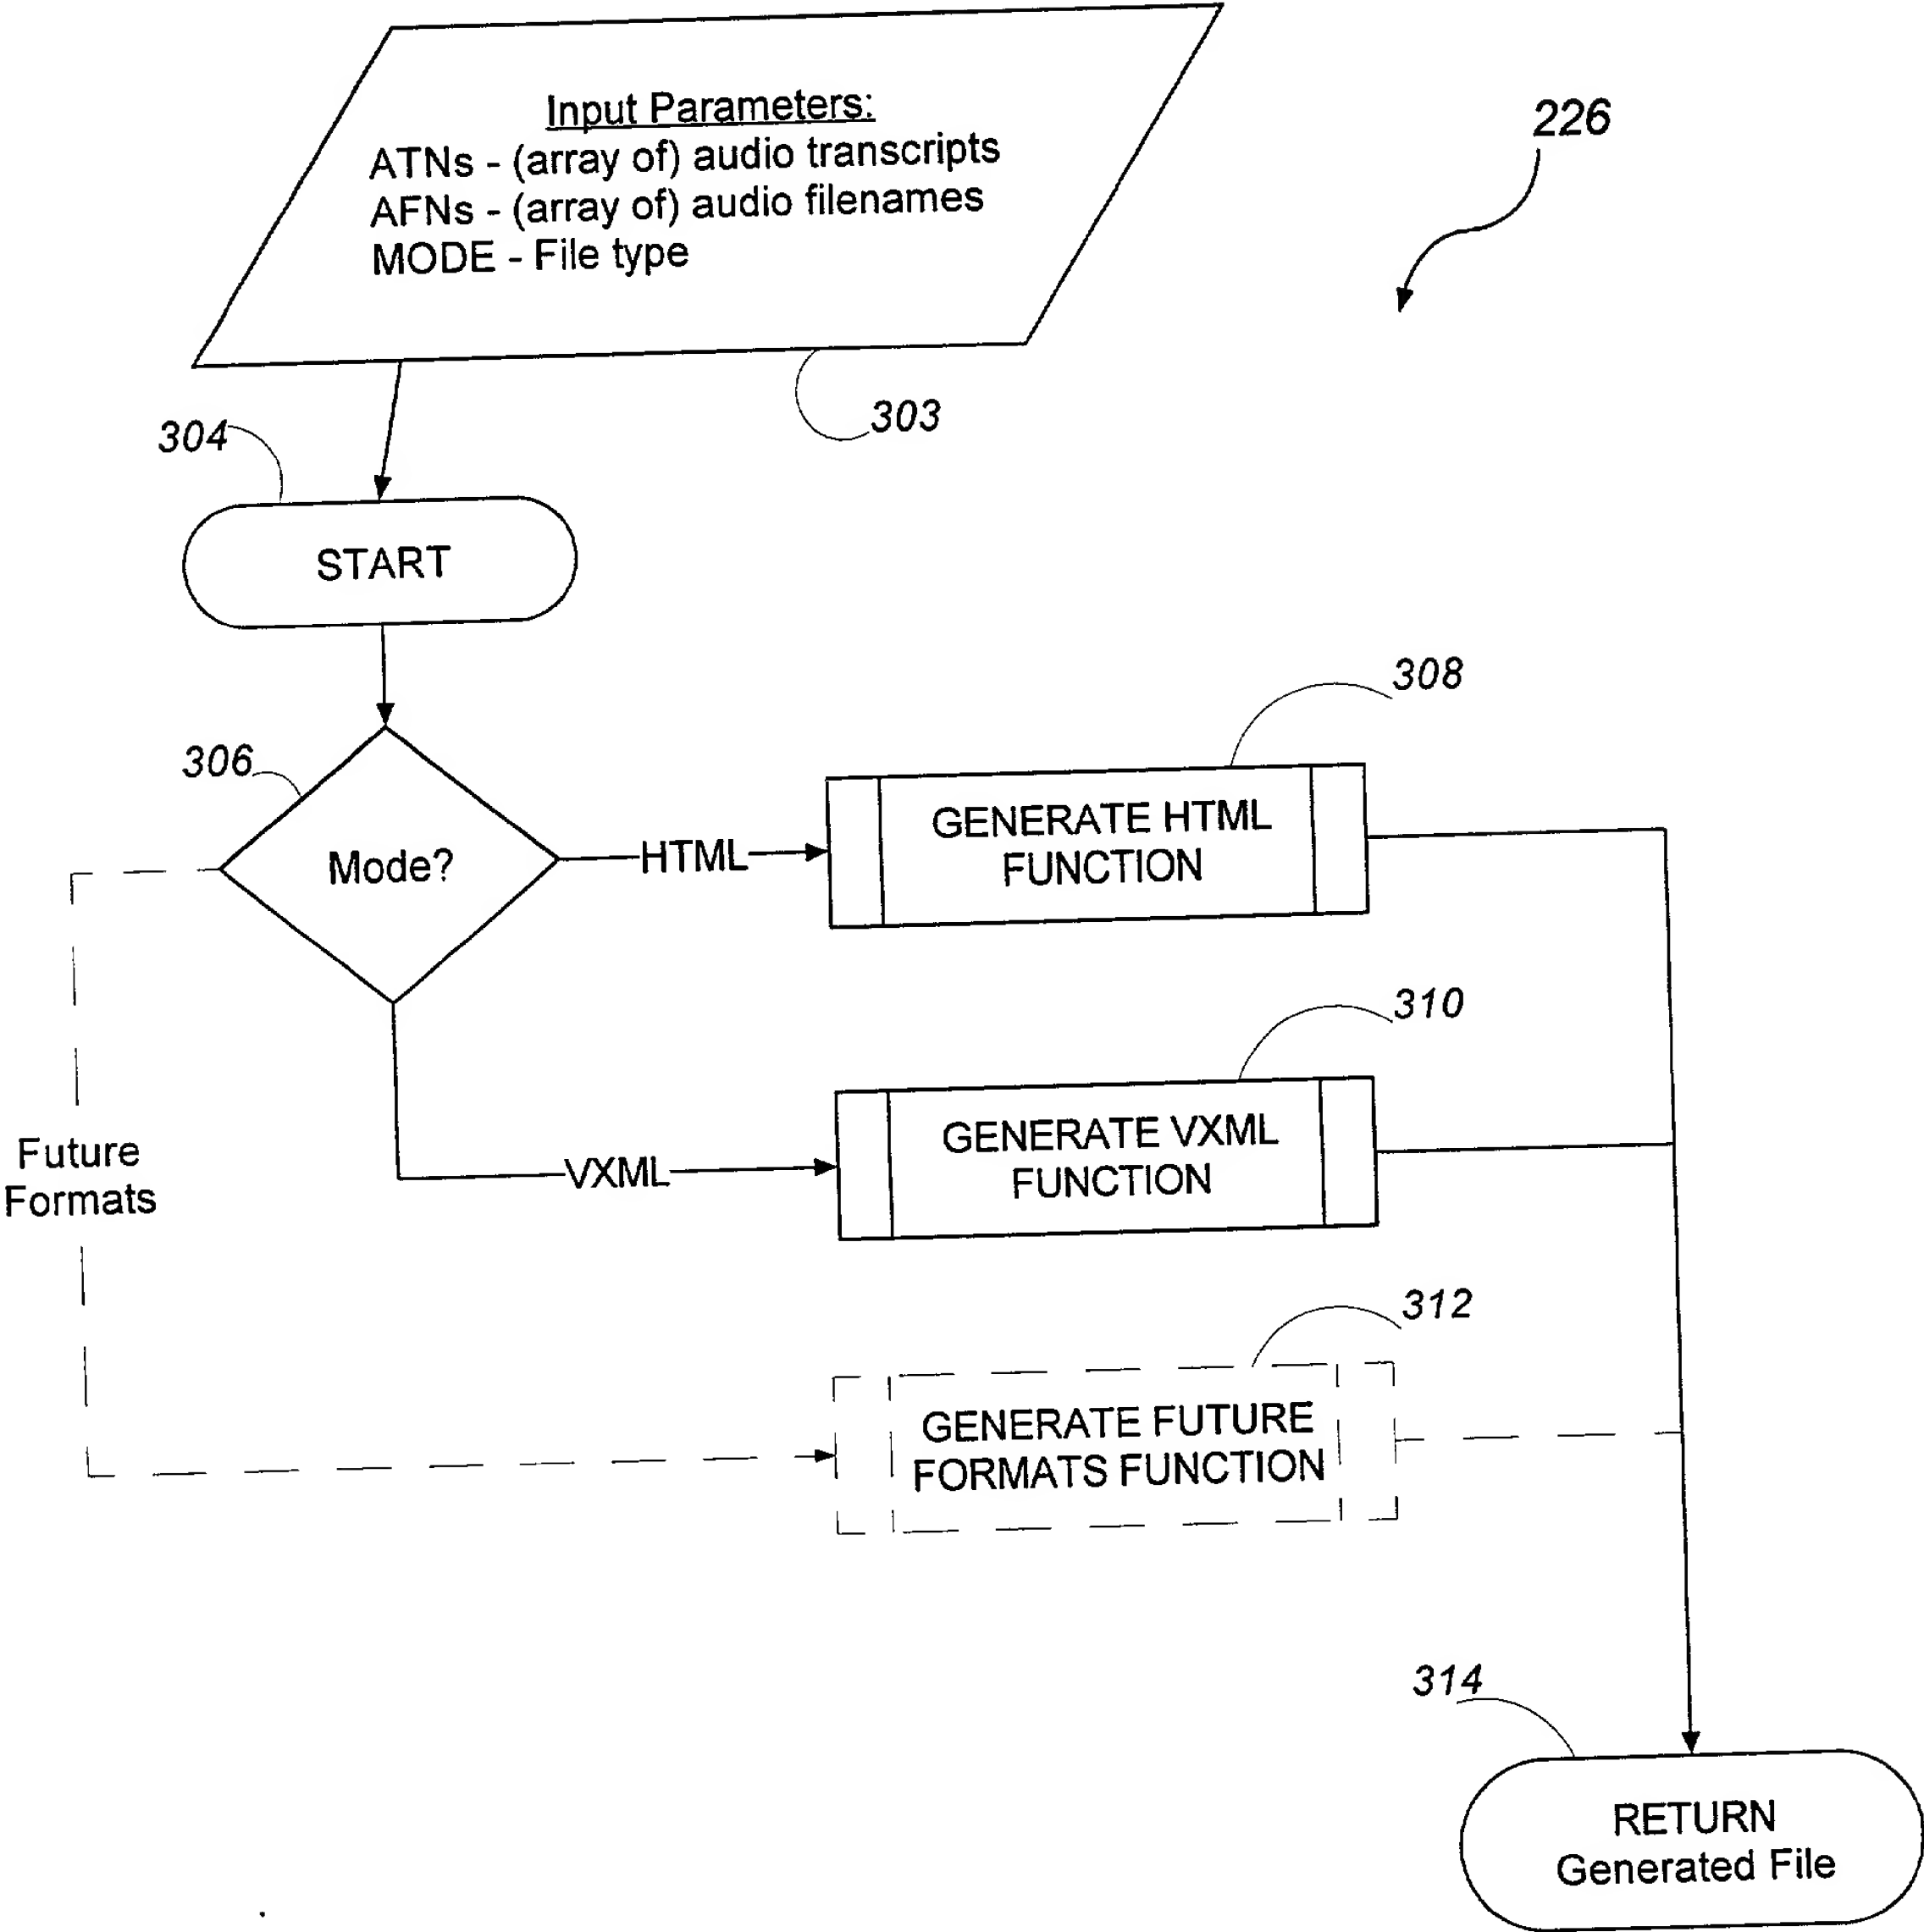 Input Parameters:
ATNs - (array of) audio transcripts
AFNs - (array of) audio filenames
MODE - File type
226
303
304
START
308
306
GENERATE HTML
FUNCTION
Mode?
HTML
310
GENERATE VXML
FUNCTION
VXML
Future
Formats
312
GENERATE FUTURE
FORMATS FUNCTION
314
RETURN
Generated File